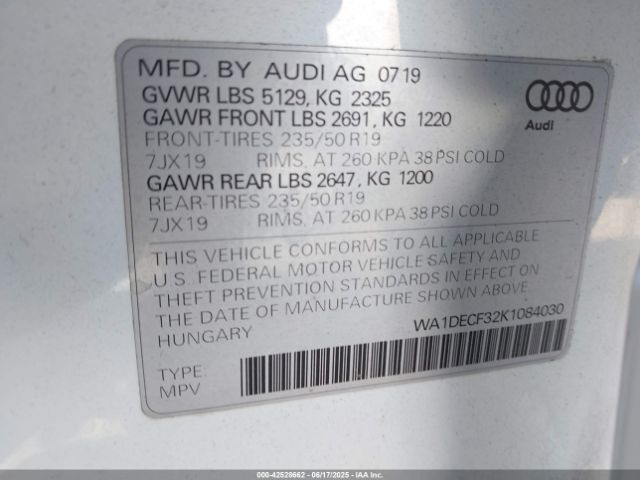 MFD. BY AUDI AG 0719
GVWR LBS 5129, KG 2325
GAWR FRONT LBS 2691, KG 1220
FRONT-TIRES 235/50 R19
7JX19 RIMS, AT 260 KPA 38 PSI COLD
GAWR REAR LBS 2647, KG 1200
REAR-TIRES 235/50 R19
7JX19 RIMS, AT 260 KPA 38 PSI COLD
Audi
THIS VEHICLE CONFORMS TO ALL APPLICABLE
U.S. FEDERAL MOTOR VEHICLE SAFETY AND
THEFT PREVENTION STANDARDS IN EFFECT ON
THE DATE OF MANUFACTURE SHOWN ABOVE
HUNGARY
WA1DECF32K1084030
TYPE:
MPV
000-42528662 - 06/17/2025 - IAAI.COM